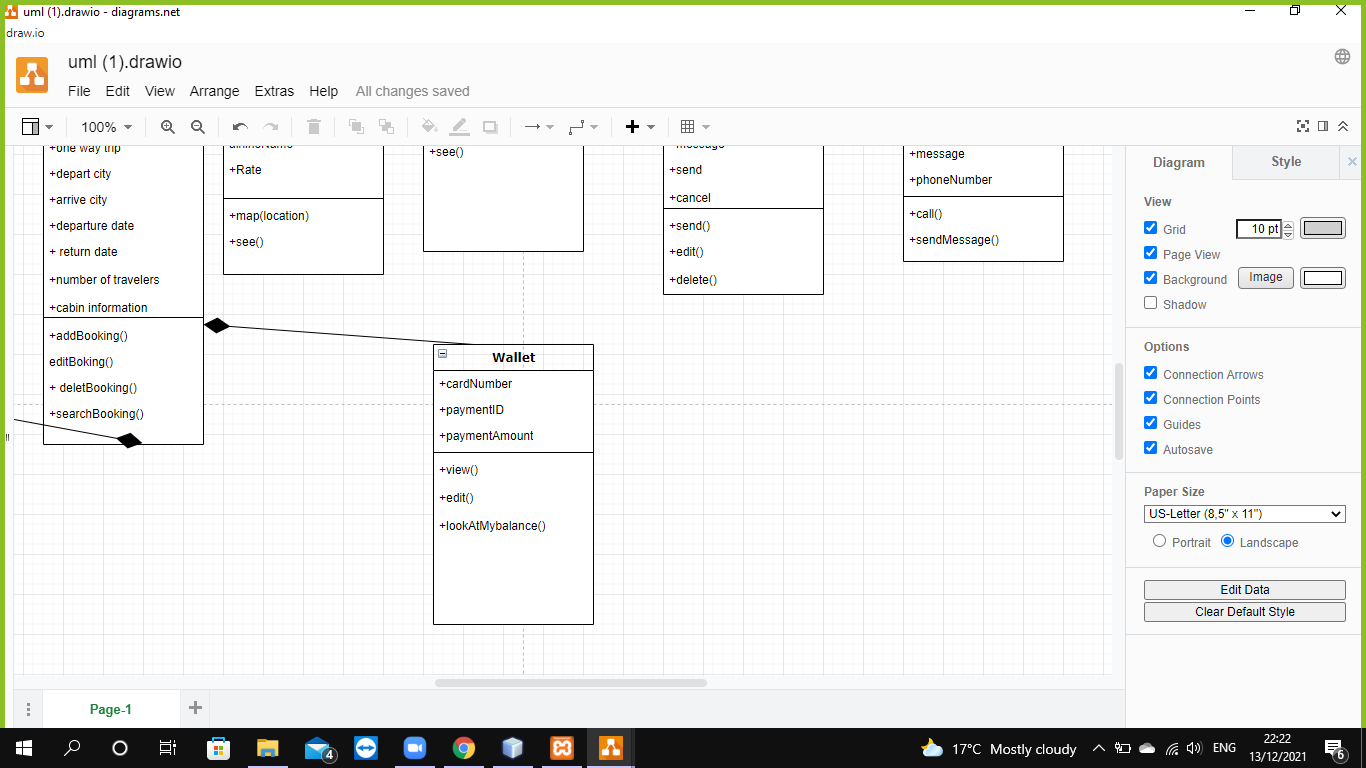 uml (1).drawio - diagrams.net
draw.io
uml (1).drawio
File Edit View Arrange Extras Help All changes saved
100%
+one way trip
+depart city
+arrive city
+departure date
+ return date
+number of travelers
+cabin information
+addBooking()
editBoking()
+ deletBooking()
+searchBooking()
+Rate
+map(location)
+see()
+see()
+send
+cancel
+send()
+edit()
+delete()
+message
+phoneNumber
+call()
+sendMessage()
Wallet
+cardNumber
+paymentID
+paymentAmount
+view()
+edit()
+lookAtMybalance()
Diagram Style
View
Grid 10 pt
Page View
Background Image
Shadow
Options
Connection Arrows
Connection Points
Guides
Autosave
Paper Size
US-Letter (8,5" x 11")
Portrait Landscape
Edit Data
Clear Default Style
Page-1
4
17°C Mostly cloudy
ENG
22:22
13/12/2021
6